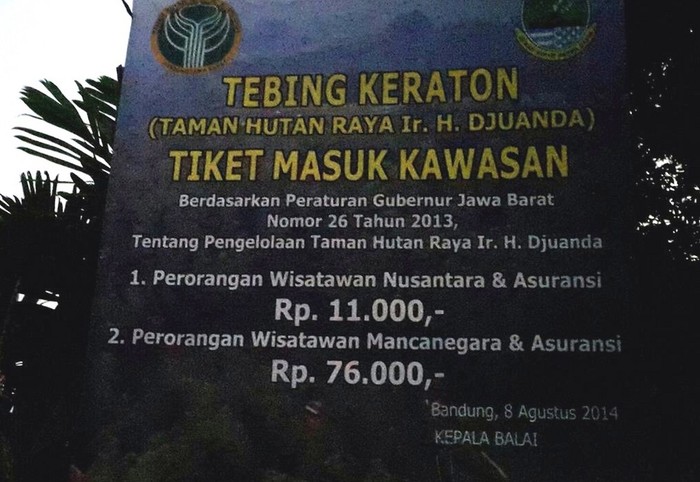 TEBING KERATON
(TAMAN HUTAN RAYA Ir. H. DJUANDA)
TIKET MASUK KAWASAN
Berdasarkan Peraturan Gubernur Jawa Barat
Nomor 26 Tahun 2013,
Tentang Pengelolaan Taman Hutan Raya Ir. H. Djuanda
1. Perorangan Wisatawan Nusantara & Asuransi
Rp. 11.000,-
2. Perorangan Wisatawan Mancanegara & Asuransi
Rp. 76.000,-
Bandung, 8 Agustus 2014
KEPALA BALAI